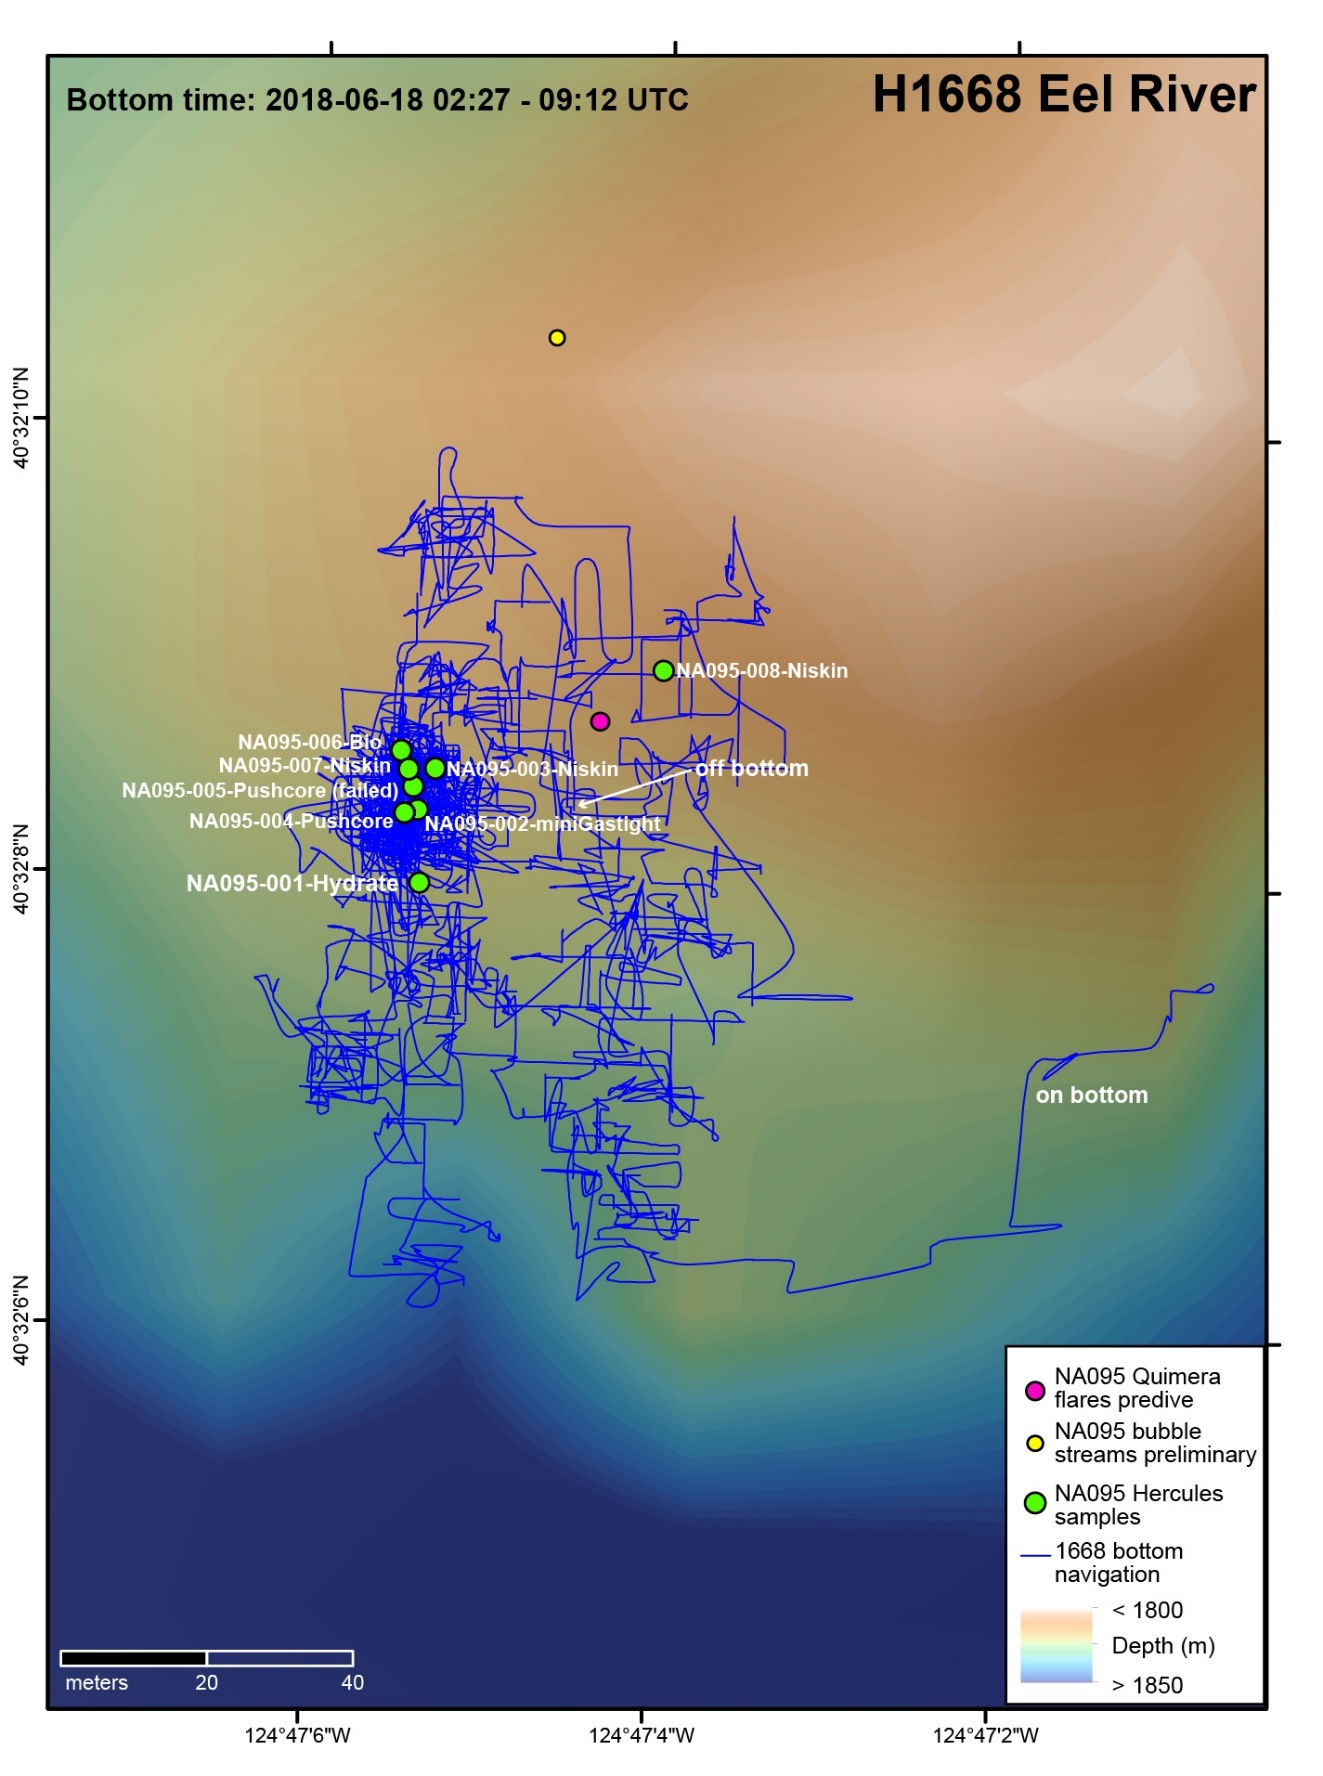 Bottom time: 2018-06-18 02:27 - 09:12 UTC
H1668 Eel River
40°32'10"N
NA095-008-Niskin
NA095-006-Bio
NA095-007-Niskin
NA095-003-Niskin
off bottom
NA095-005-Pushcore (failed)
NA095-004-Pushcore
NA095-002-miniGastight
40°32'8"N
NA095-001-Hydrate
on bottom
40°32'6"N
NA095 Quimera
flares predive
NA095 bubble
streams preliminary
NA095 Hercules
samples
1668 bottom
navigation
< 1800
Depth (m)
> 1850
meters 20 40
124°47'6"W 124°47'4"W 124°47'2"W